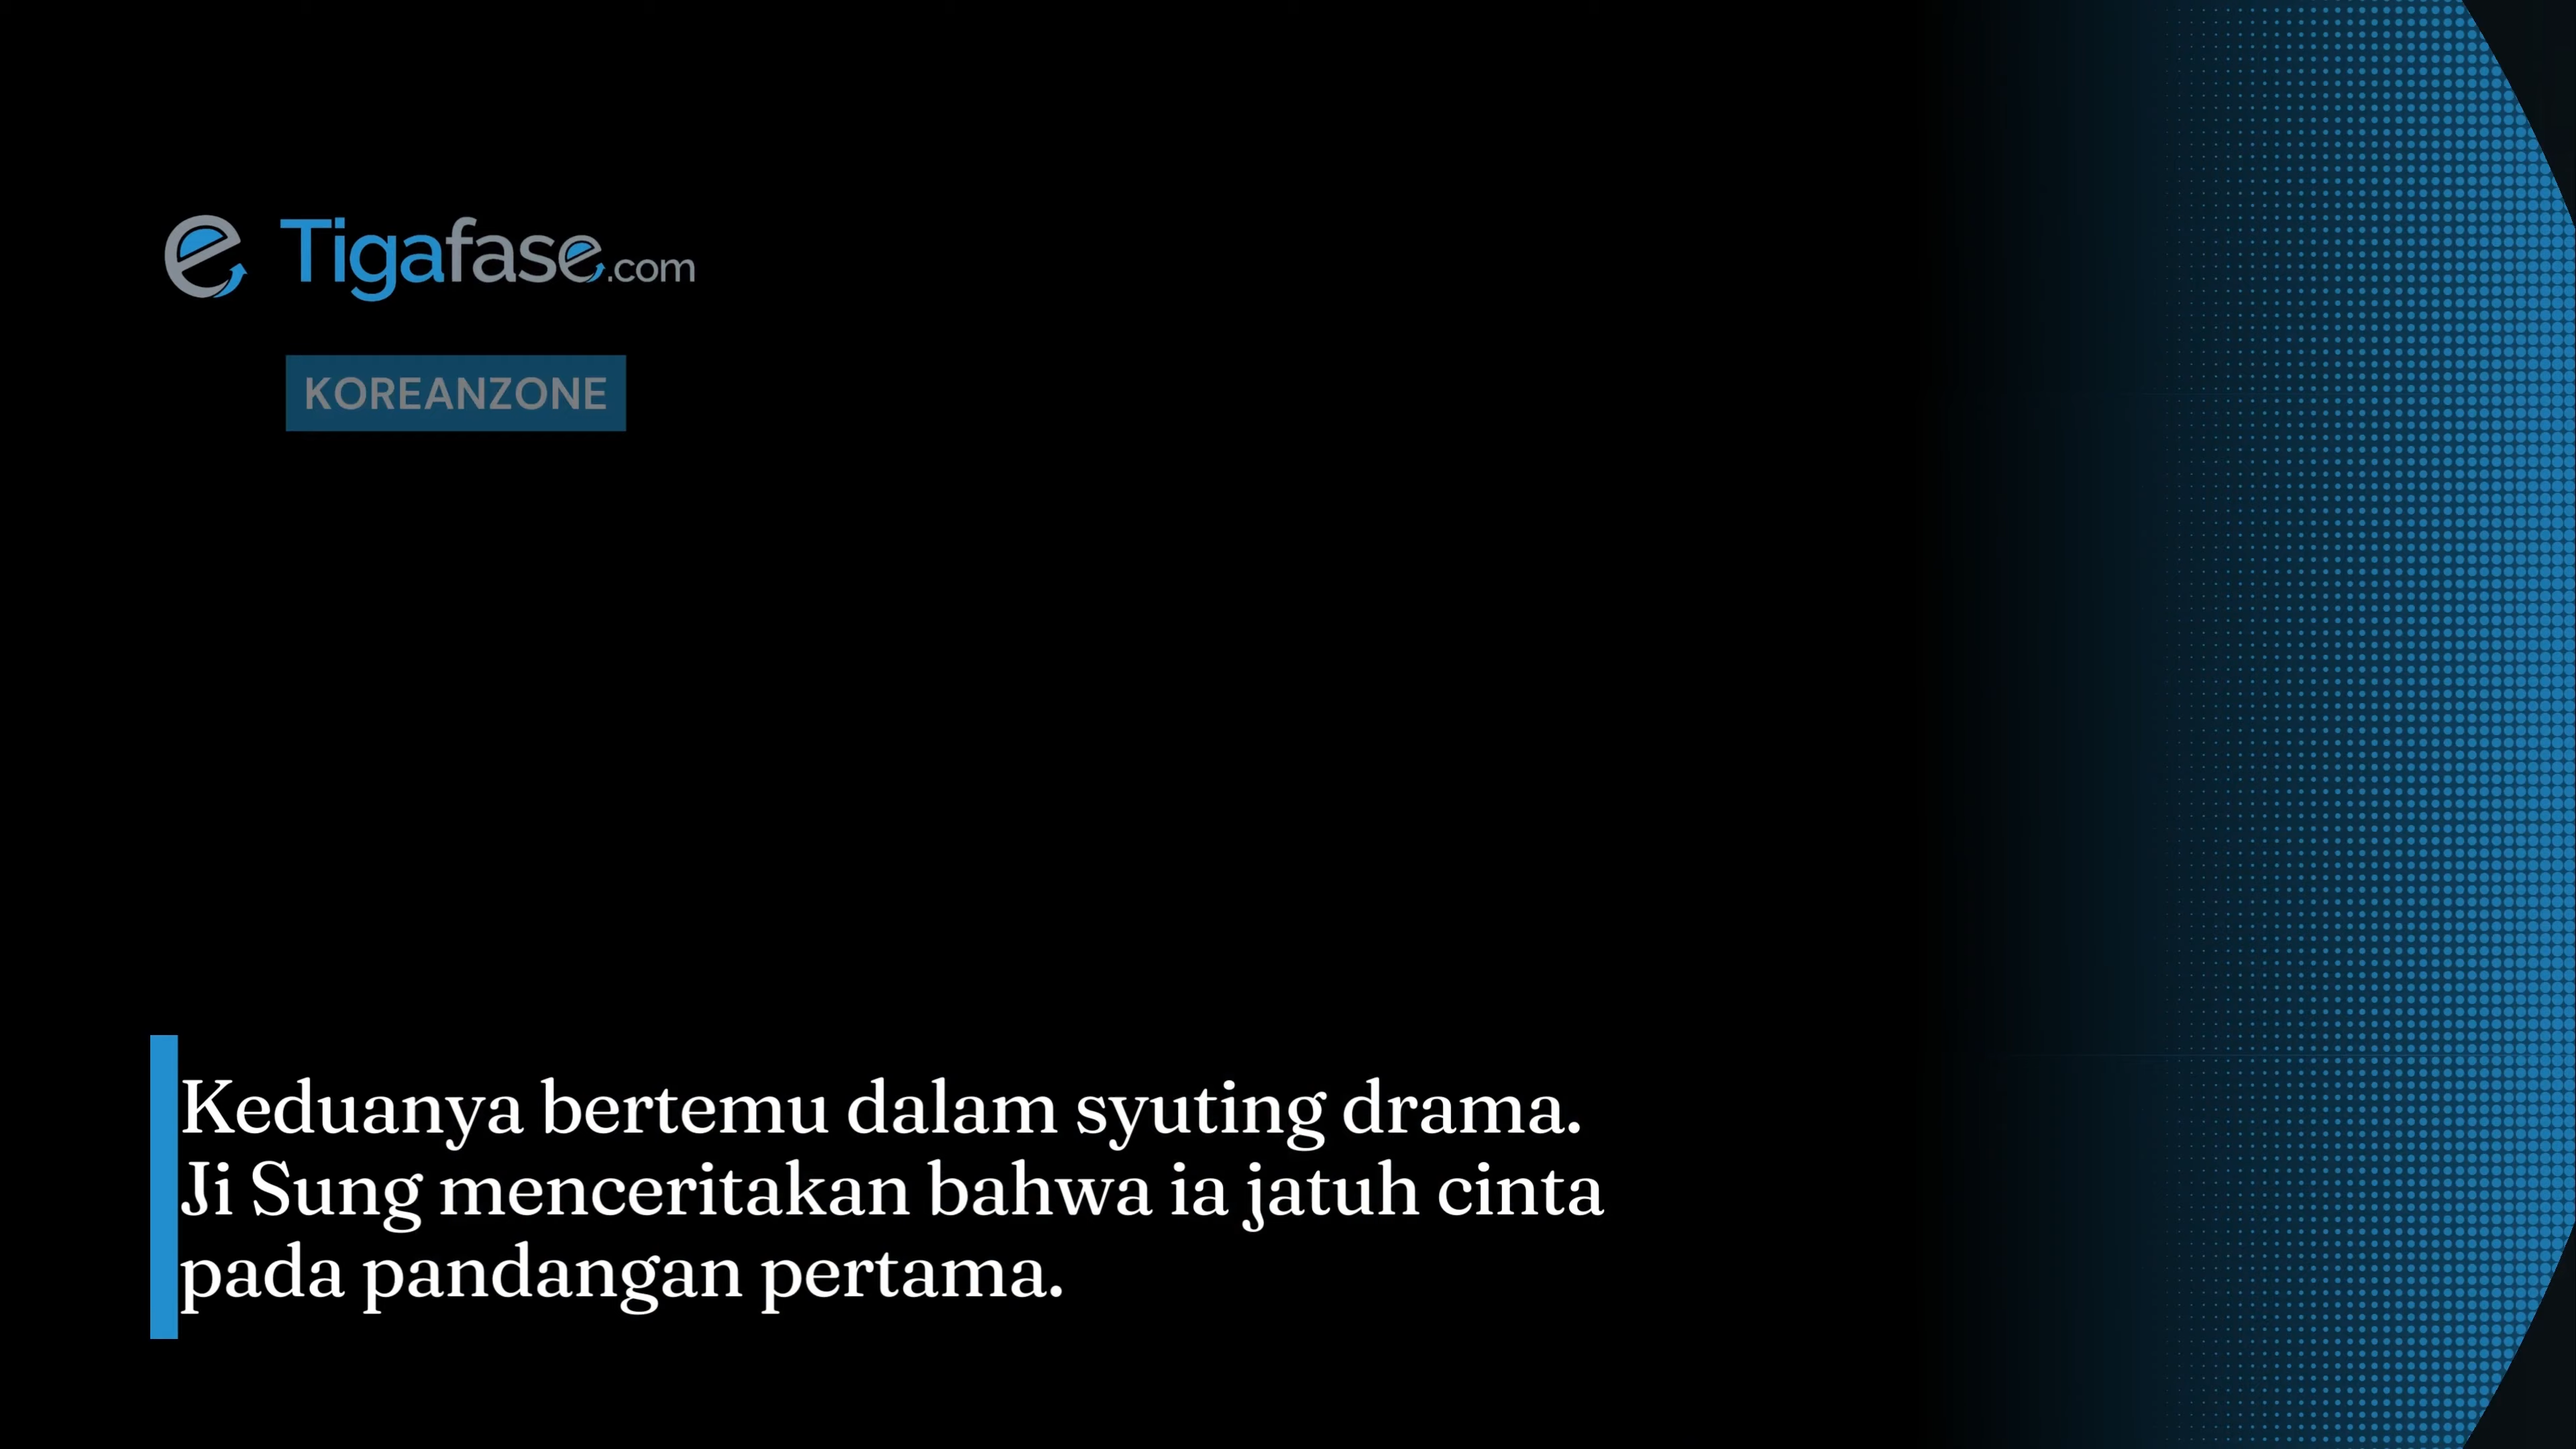 Tigafase.com
KOREANZONE
Keduanya bertemu dalam syuting drama.
Ji Sung menceritakan bahwa ia jatuh cinta
pada pandangan pertama.